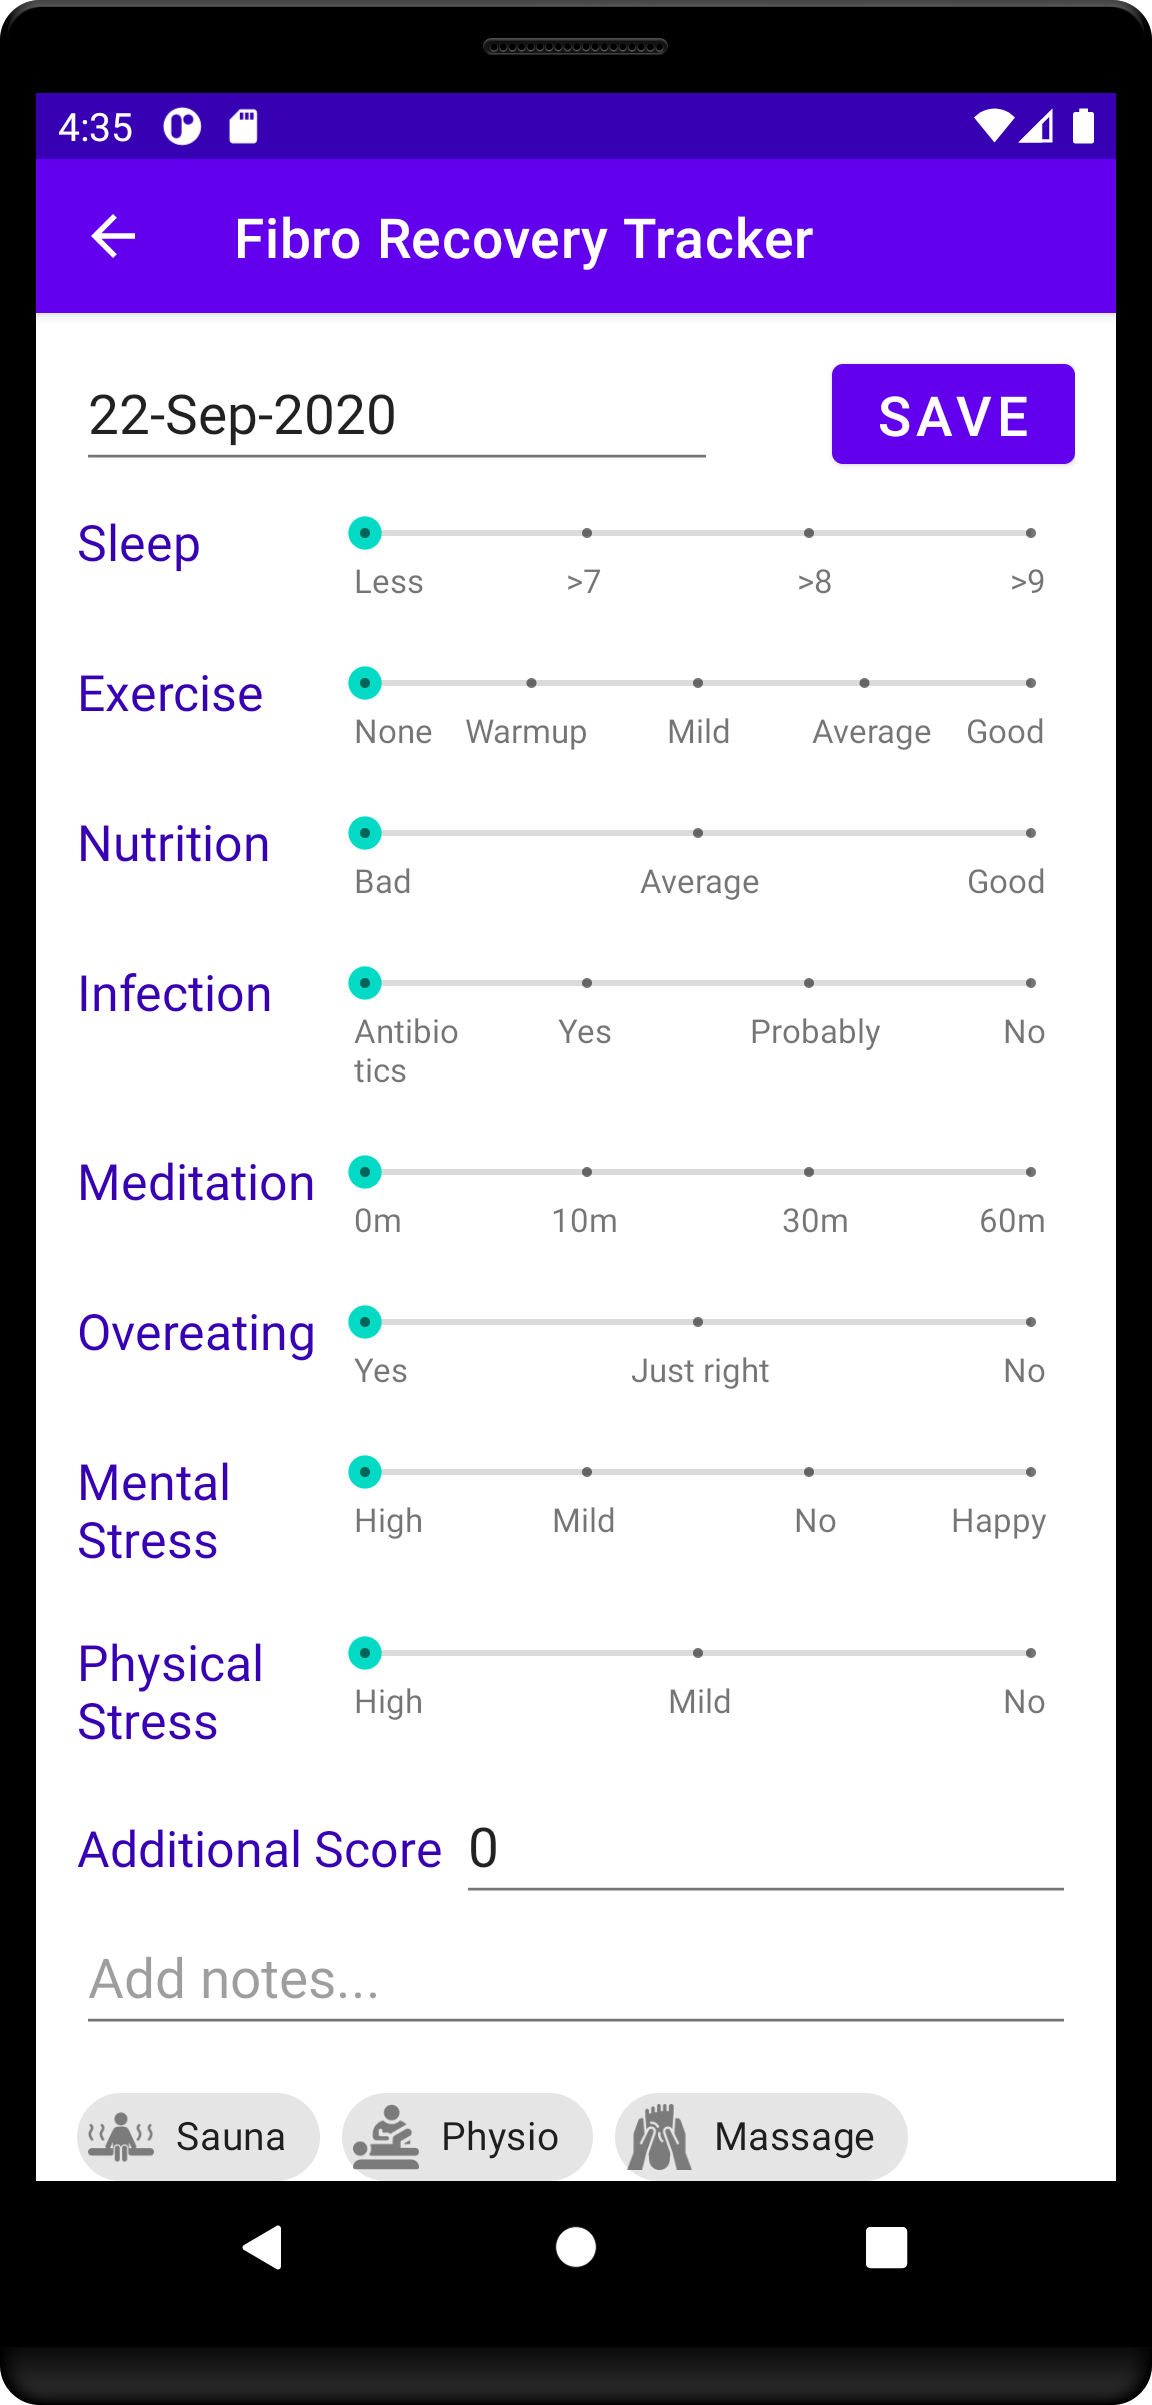 4:35
Fibro Recovery Tracker
22-Sep-2020
SAVE
Sleep
Less >7 >8 >9
Exercise
None Warmup Mild Average Good
Nutrition
Bad Average Good
Infection
Antibio Yes Probably No
tics
Meditation
0m 10m 30m 60m
Overeating
Yes Just right No
Mental
Stress
High Mild No Happy
Physical
Stress
High Mild No
Additional Score 0
Add notes...
Sauna Physio Massage